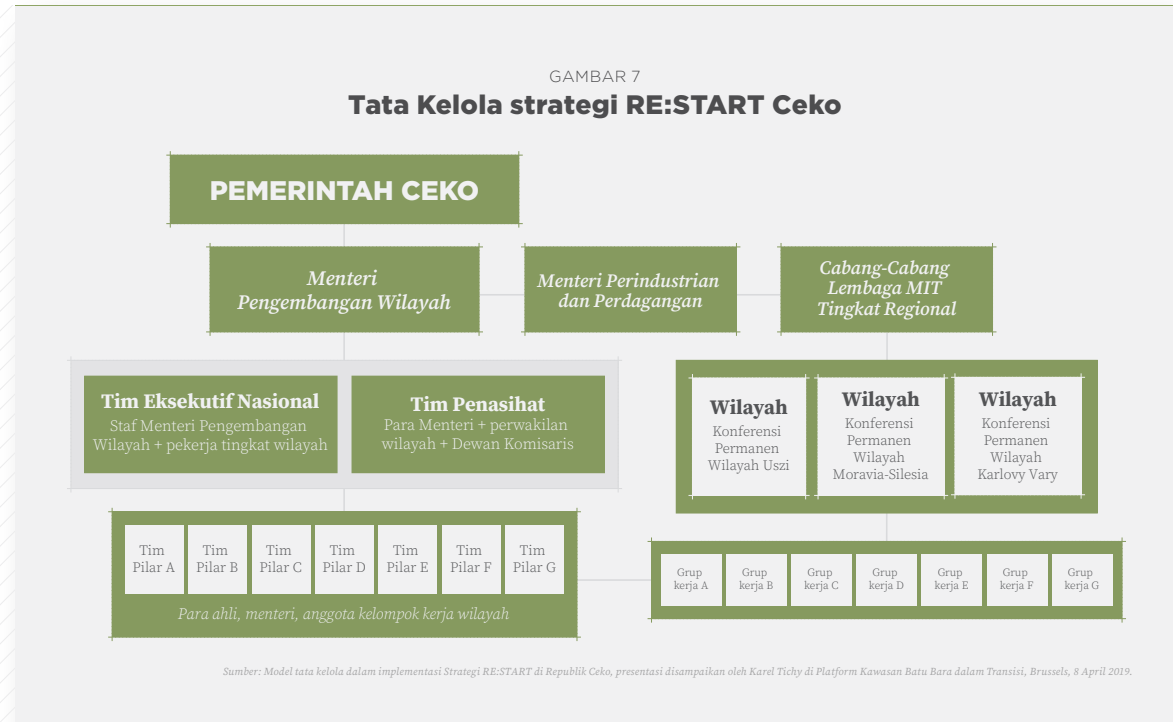 GAMBAR 7
Tata Kelola strategi RE:START Ceko
PEMERINTAH CEKO
Menteri
Pengembangan Wilayah
Menteri Perindustrian
dan Perdagangan
Cabang-Cabang
Lembaga MIT
Tingkat Regional
Tim Eksekutif Nasional
Staf Menteri Pengembangan
Wilayah + pekerja tingkat wilayah
Tim Penasihat
Para Menteri + perwakilan
wilayah + Dewan Komisaris
Wilayah
Konferensi
Permanen
Wilayah Uszi
Wilayah
Konferensi
Permanen
Wilayah
Moravia-Silesia
Wilayah
Konferensi
Permanen
Wilayah
Karlovy Vary
Tim
Pilar A
Tim
Pilar B
Tim
Pilar C
Tim
Pilar D
Tim
Pilar E
Tim
Pilar F
Tim
Pilar G
Para ahli, menteri, anggota kelompok kerja wilayah
Grup
kerja A
Grup
kerja B
Grup
kerja C
Grup
kerja D
Grup
kerja E
Grup
kerja F
Grup
kerja G
Sumber: Model tata kelola dalam implementasi Strategi RE:START di Republik Ceko, presentasi disampaikan oleh Karel Tichy di Platform Kawasan Batu Bara dalam Transisi, Brussels, 8 April 2019.